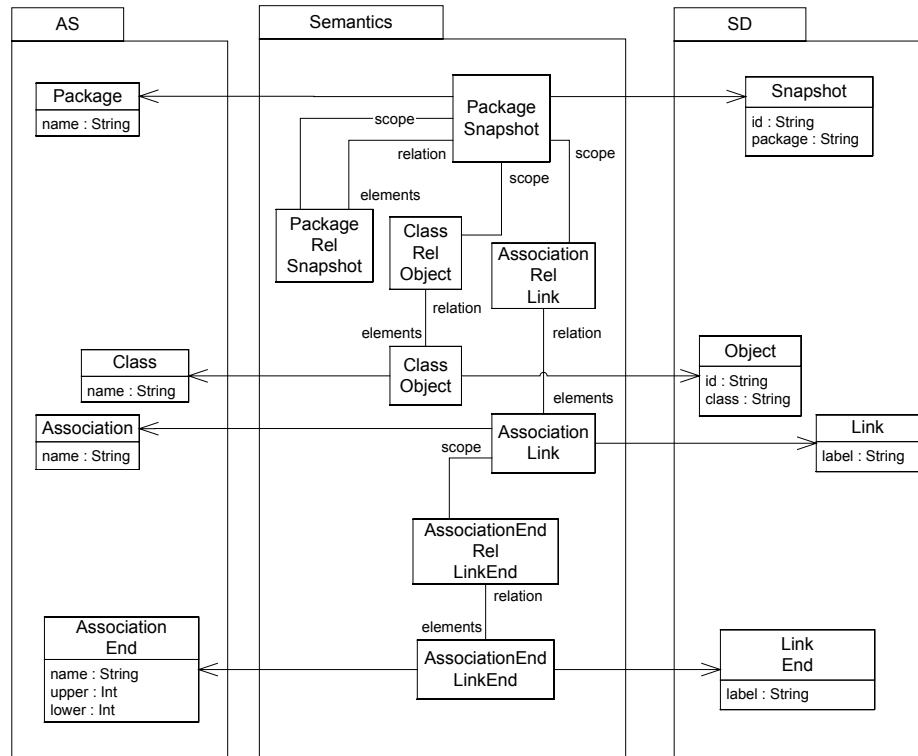 AS
Semantics
SD
Package
name : String
Package
Snapshot
Snapshot
id : String
package : String
scope
relation
elements
scope
scope
Package
Rel
Snapshot
Class
Rel
Object
Association
Rel
Link
relation
elements
relation
Class
name : String
Class
Object
Object
id : String
class : String
elements
Association
name : String
Association
Link
Link
label : String
scope
AssociationEnd
Rel
LinkEnd
relation
elements
Association
End
name : String
upper : Int
lower : Int
AssociationEnd
LinkEnd
Link
End
label : String